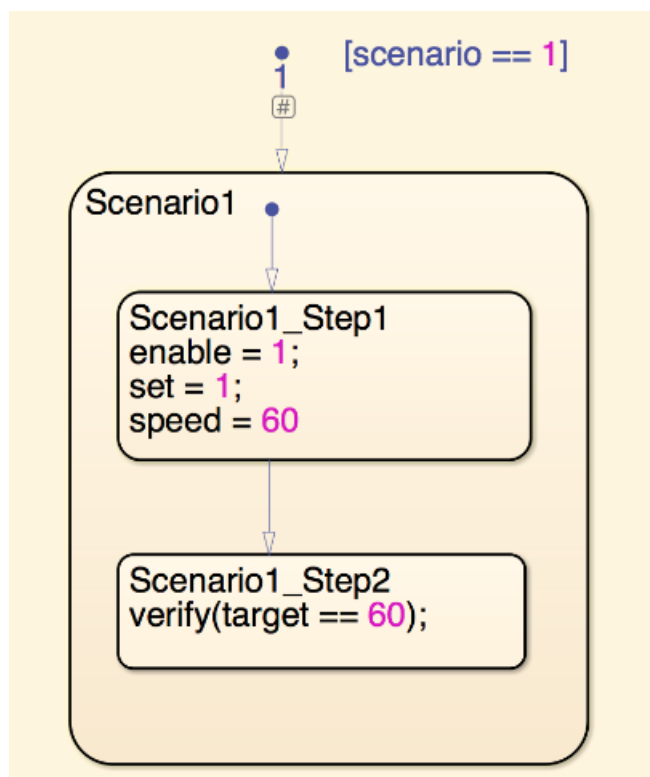 [scenario == 1]
1
#
Scenario1
Scenario1_Step1
enable = 1;
set = 1;
speed = 60
Scenario1_Step2
verify(target == 60);